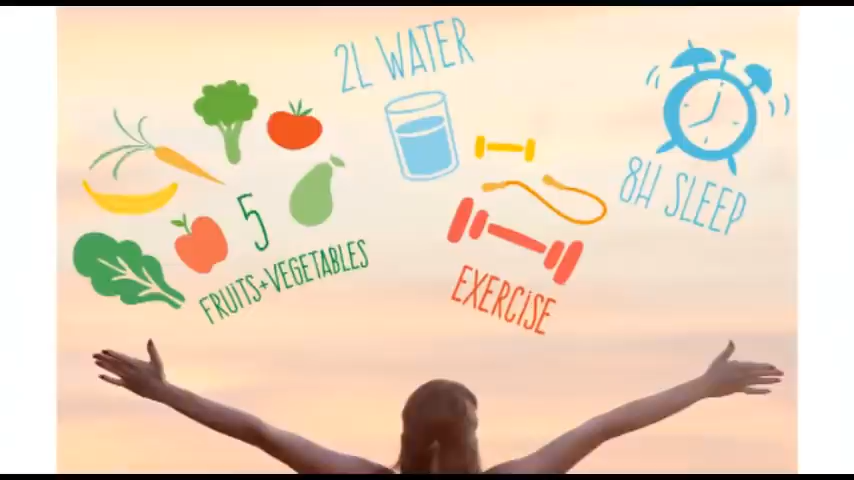 5
FRUITS+VEGETABLES
2L WATER
EXERCISE
8H SLEEP